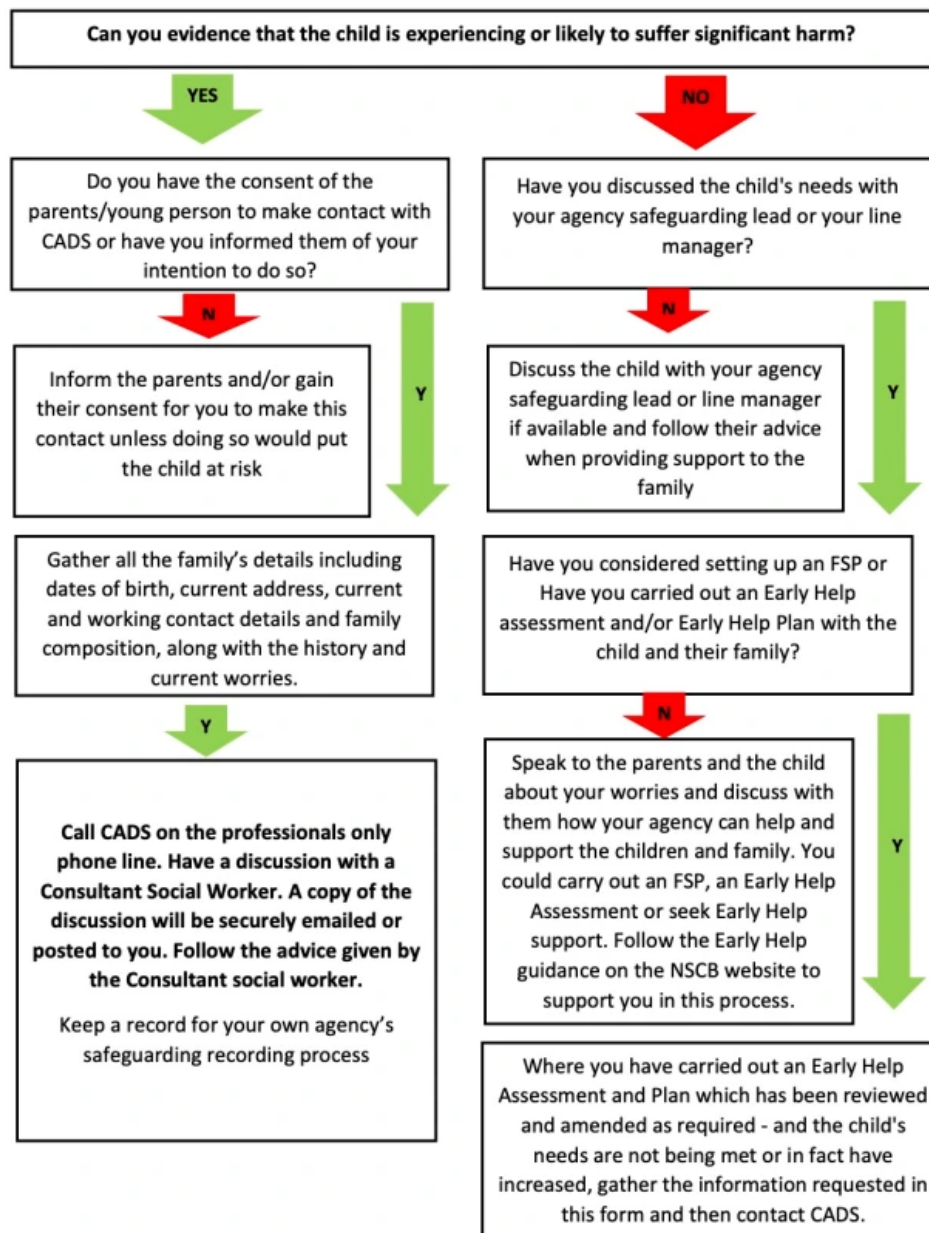 Can you evidence that the child is experiencing or likely to suffer significant harm?
YES
NO
Do you have the consent of the
parents/young person to make contact with
CADS or have you informed them of your
intention to do so?
Have you discussed the child's needs with
your agency safeguarding lead or your line
manager?
N
N
Inform the parents and/or gain
their consent for you to make this
contact unless doing so would put
the child at risk
Y
Discuss the child with your agency
safeguarding lead or line manager
if available and follow their advice
when providing support to the
family
Y
Gather all the family's details including
dates of birth, current address, current
and working contact details and family
composition, along with the history and
current worries.
Have you considered setting up an FSP or
Have you carried out an Early Help
assessment and/or Early Help Plan with the
child and their family?
Y
N
Call CADS on the professionals only
phone line. Have a discussion with a
Consultant Social Worker. A copy of the
discussion will be securely emailed or
posted to you. Follow the advice given by
the Consultant social worker.
Keep a record for your own agency's
safeguarding recording process
Speak to the parents and the child
about your worries and discuss with
them how your agency can help and
support the children and family. You
could carry out an FSP, an Early Help
Assessment or seek Early Help
support. Follow the Early Help
guidance on the NSCB website to
support you in this process.
Y
Where you have carried out an Early Help
Assessment and Plan which has been reviewed
and amended as required - and the child's
needs are not being met or in fact have
increased, gather the information requested in
this form and then contact CADS.